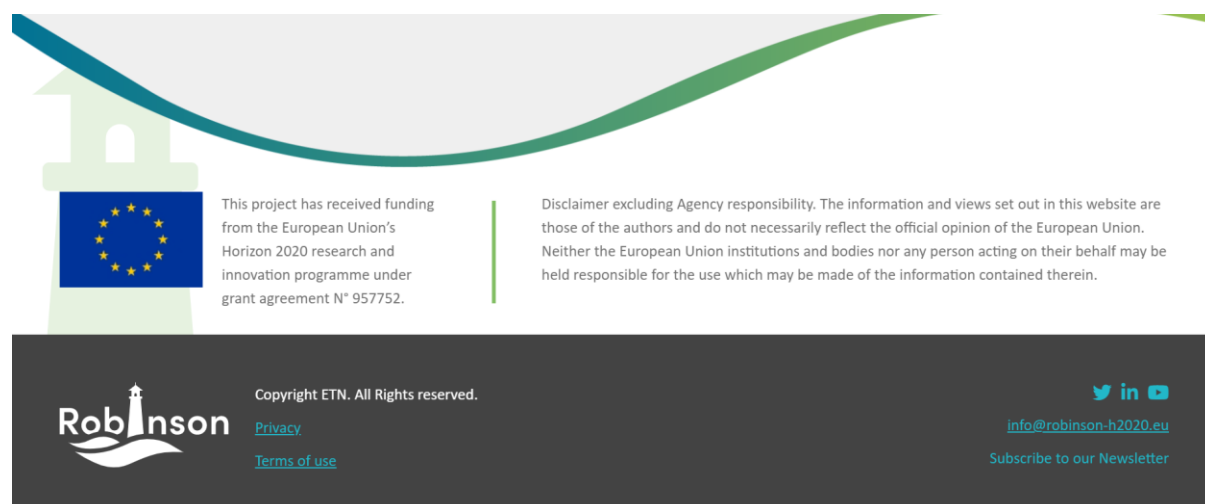 This project has received funding
from the European Union's
Horizon 2020 research and
innovation programme under
grant agreement N° 957752.
Disclaimer excluding Agency responsibility. The information and views set out in this website are
those of the authors and do not necessarily reflect the official opinion of the European Union.
Neither the European Union institutions and bodies nor any person acting on their behalf may be
held responsible for the use which may be made of the information contained therein.
Robinson
Copyright ETN. All Rights reserved.
Privacy
Terms of use
info@robinson-h2020.eu
Subscribe to our Newsletter